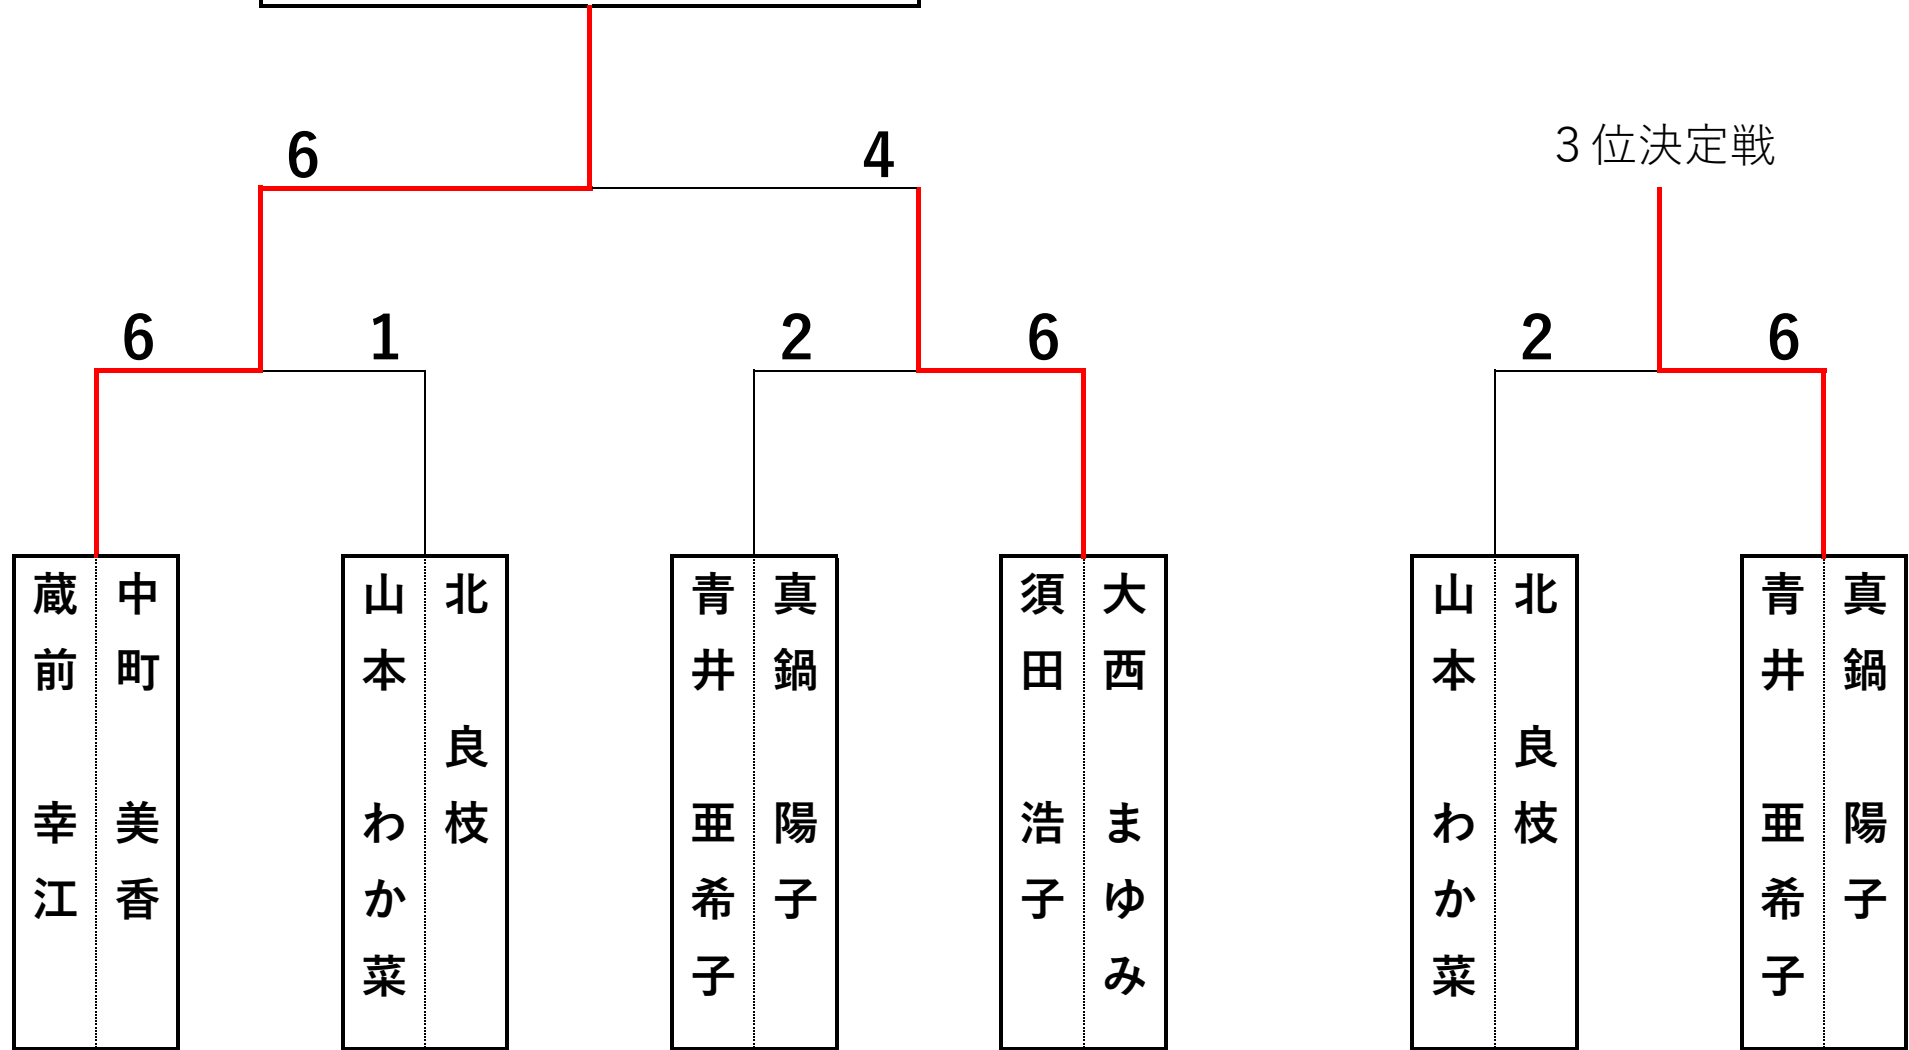 6
4
３位決定戦
6
1
2
6
2
6
中町 美香
蔵前 幸江
北 良枝
山本 わか菜
真鍋 陽子
青井 亜希子
大西 まゆみ
須田 浩子
北 良枝
山本 わか菜
真鍋 陽子
青井 亜希子